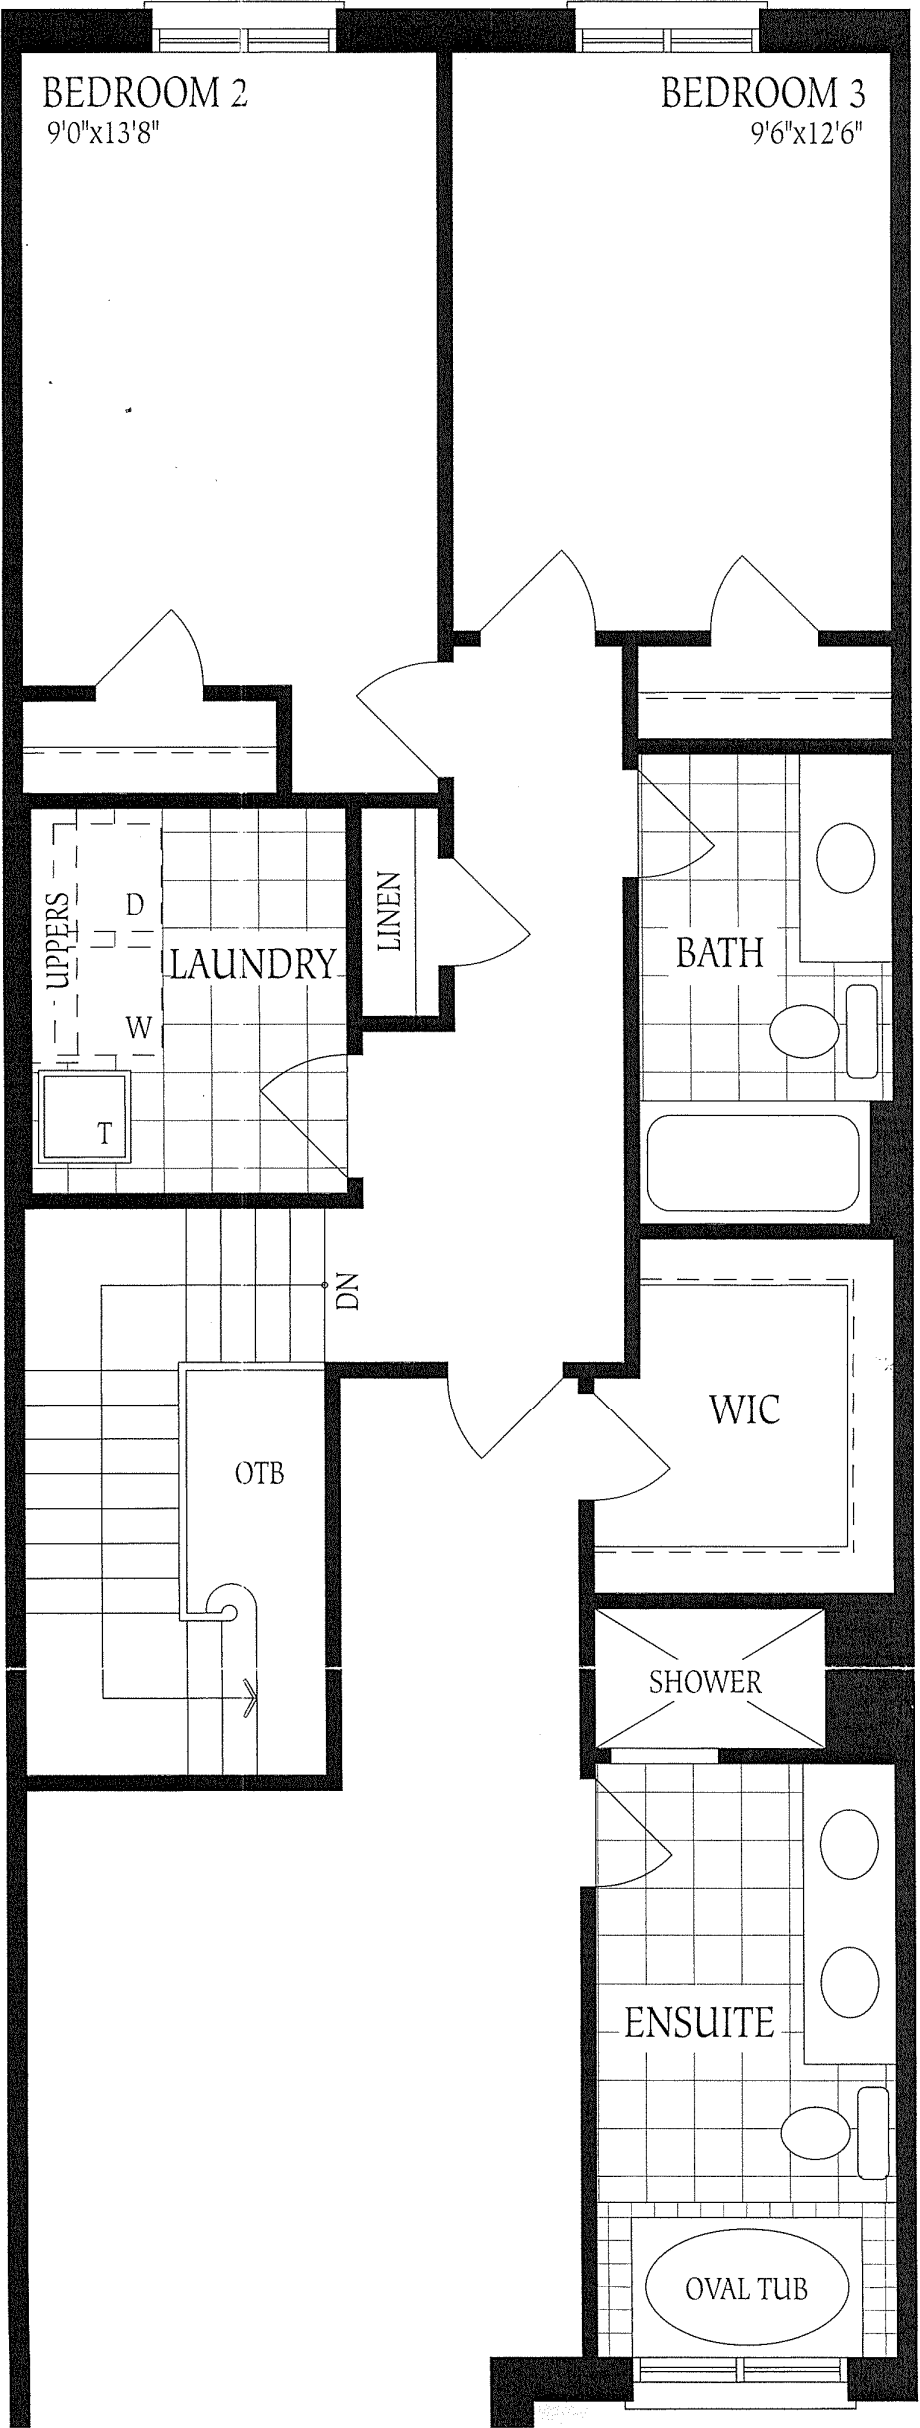 BEDROOM 2
9'0"x13'8"
BEDROOM 3
9'6"x12'6"
UPPERS
D
LAUNDRY
W
T
LINEN
BATH
DN
WIC
OTB
SHOWER
ENSUITE
OVAL TUB